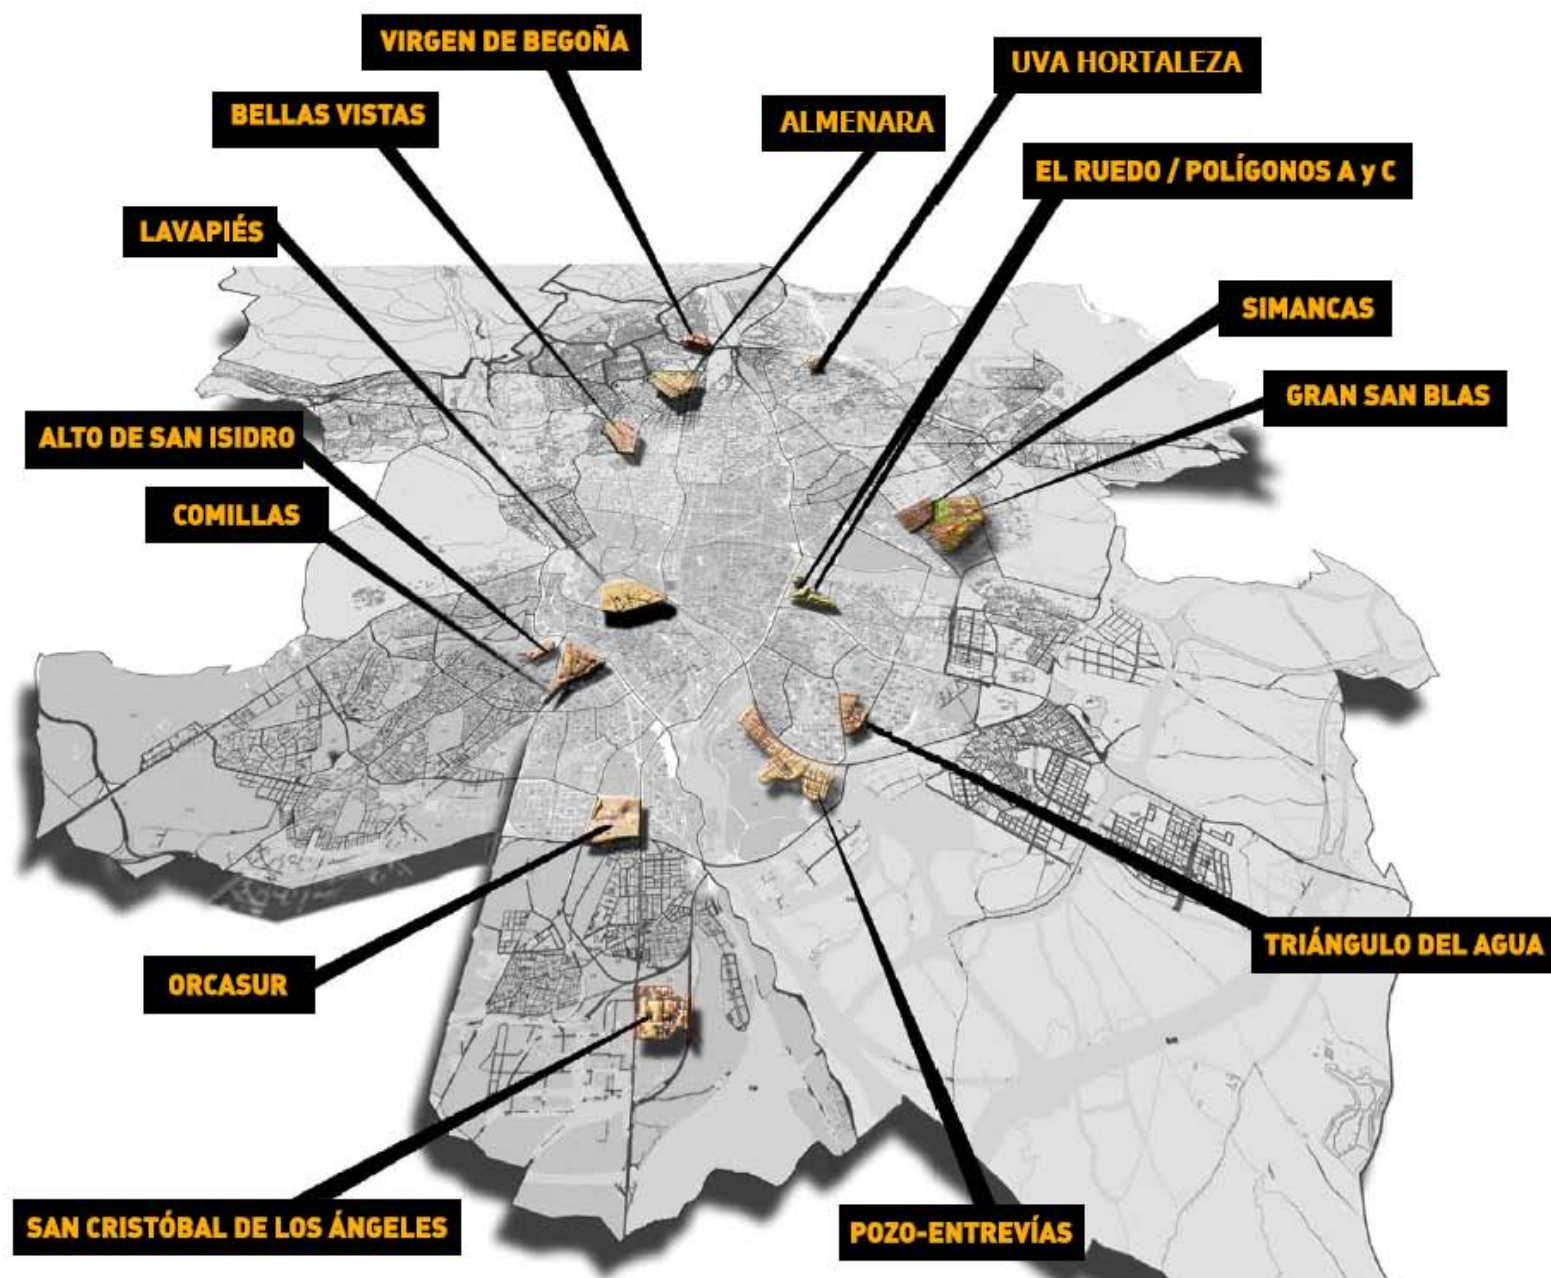 VIRGEN DE BEGOÑA
UVA HORTALEZA
BELLAS VISTAS
ALMENARA
EL RUEDO / POLÍGONOS A y C
LAVAPIÉS
SIMANCAS
GRAN SAN BLAS
ALTO DE SAN ISIDRO
COMILLAS
TRIÁNGULO DEL AGUA
ORCASUR
SAN CRISTÓBAL DE LOS ÁNGELES
POZO-ENTREVÍAS